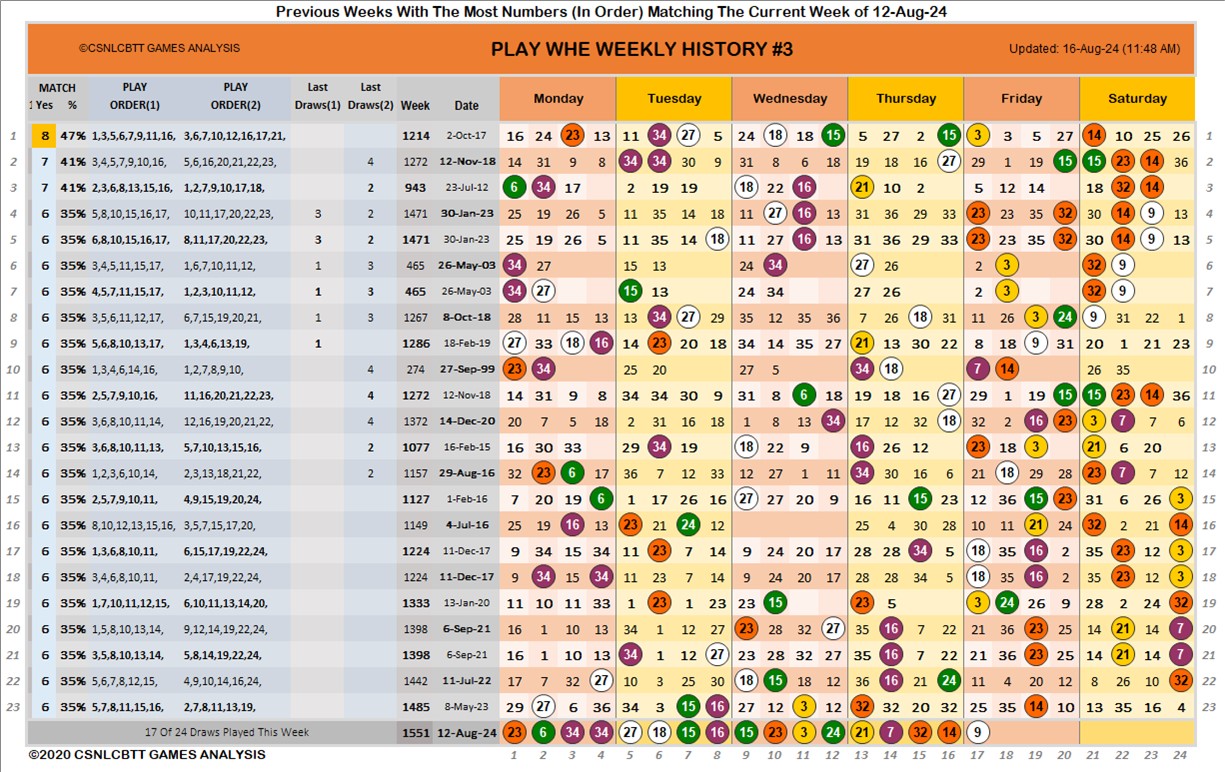 Previous Weeks With The Most Numbers (In Order) Matching The Current Week of 12-Aug-24
©CSNLCBTT GAMES ANALYSIS PLAY WHE WEEKLY HISTORY #3 Updated: 16-Aug-24 (11:48 AM)
MATCH PLAY PLAY Last Last Monday Tuesday Wednesday Thursday Friday Saturday
1 Yes % ORDER(1) ORDER(2) Draws(1) Draws(2) Week Date
1 8 47% 1,3,5,6,7,9,11,16, 3,6,7,10,12,16,17,21, 1214 2-Oct-17 16 24 23 13 11 34 27 5 24 18 18 15 5 27 2 15 3 3 5 27 14 10 25 26 1
2 7 41% 3,4,5,7,9,10,16, 5,6,16,20,21,22,23, 4 1272 12-Nov-18 14 31 9 8 34 34 30 9 31 8 6 18 19 18 16 27 29 1 19 15 15 23 14 36 2
3 7 41% 2,3,6,8,13,15,16, 1,2,7,9,10,17,18, 2 943 23-Jul-12 6 34 17 2 19 19 18 22 16 21 10 2 5 12 14 18 32 14 3
4 6 35% 5,8,10,15,16,17, 10,11,17,20,22,23, 3 2 1471 30-Jan-23 25 19 26 5 11 35 14 18 11 27 16 13 31 36 29 33 23 23 35 32 30 14 9 13 4
5 6 35% 6,8,10,15,16,17, 8,11,17,20,22,23, 3 2 1471 30-Jan-23 25 19 26 5 11 35 14 18 11 27 16 13 31 36 29 33 23 23 35 32 30 14 9 13 5
6 6 35% 3,4,5,11,15,17, 1,6,7,10,11,12, 1 3 465 26-May-03 34 27 15 13 24 34 27 26 2 3 32 9 6
7 6 35% 4,5,7,11,15,17, 1,2,3,10,11,12, 1 3 465 26-May-03 34 27 15 13 24 34 27 26 2 3 32 9 7
8 6 35% 3,5,6,11,12,17, 6,7,15,19,20,21, 1 1267 8-Oct-18 28 11 15 13 13 34 27 29 35 12 35 36 7 26 18 31 11 26 3 24 9 31 22 1 8
9 6 35% 5,6,8,10,13,17, 1,3,4,6,13,19, 1 1286 18-Feb-19 27 33 18 16 14 23 20 18 34 14 35 27 21 13 30 22 8 18 9 31 20 1 21 23 9
10 6 35% 1,3,4,6,14,16, 1,2,7,8,9,10, 4 274 27-Sep-99 23 34 25 20 27 5 34 18 7 14 26 35 10
11 6 35% 2,5,7,9,10,16, 11,16,20,21,22,23, 4 1272 12-Nov-18 14 31 9 8 34 34 30 9 31 8 6 18 19 18 16 27 29 1 19 15 15 23 14 36 11
12 6 35% 3,6,8,10,11,14, 12,16,19,20,21,22, 4 1377 14-Dec-20 20 7 5 18 2 31 16 18 1 8 13 34 17 12 32 18 32 2 16 23 3 7 7 6 12
13 6 35% 3,6,8,10,11,13, 5,7,10,13,15,16, 2 1077 16-Feb-15 16 30 33 29 34 19 18 22 9 16 26 12 23 18 3 21 6 20 13
14 6 35% 1,2,3,6,10,14, 2,3,13,18,21,22, 2 1157 29-Aug-16 32 23 6 17 36 7 12 33 12 27 1 11 34 30 16 6 21 18 29 28 23 7 14 12 14
15 6 35% 2,5,7,9,10,11, 4,9,15,19,20,24, 1127 1-Feb-16 7 20 19 6 1 17 26 16 27 27 20 9 16 11 15 23 12 36 15 23 31 6 26 3 15
16 6 35% 8,10,12,13,15,16, 3,5,7,15,17,20, 1149 4-Jul-16 25 19 16 13 23 21 24 12 25 4 30 28 10 11 21 24 32 2 21 14 16
17 6 35% 1,3,6,8,10,11, 6,15,17,19,22,24, 1224 11-Dec-17 9 34 15 34 11 23 7 14 9 24 20 17 28 28 34 5 18 35 16 2 35 23 12 3 17
18 6 35% 3,4,6,8,10,11, 2,4,17,19,22,24, 1224 11-Dec-17 9 34 15 34 11 23 7 14 9 24 20 17 28 28 34 5 18 35 16 2 35 23 12 3 18
19 6 35% 1,7,10,11,12,15, 6,10,11,13,14,20, 1333 13-Jan-20 11 10 11 33 1 23 1 23 23 15 23 5 3 24 26 9 28 2 24 32 19
20 6 35% 1,5,8,10,13,14, 9,12,14,19,22,24, 1398 6-Sep-21 16 1 10 13 34 1 12 27 23 28 32 27 35 16 7 22 21 36 23 25 14 21 14 7 20
21 6 35% 3,5,8,10,13,14, 5,8,14,19,22,24, 1398 6-Sep-21 16 1 10 13 34 1 12 27 23 28 32 27 35 16 7 22 21 36 23 25 14 21 14 7 21
22 6 35% 5,6,7,8,12,15, 4,9,10,14,16,24, 1442 11-Jul-22 17 7 32 27 10 3 25 30 18 15 18 12 36 16 21 24 11 4 20 12 8 26 10 32 22
23 6 35% 5,7,8,11,15,16, 2,7,8,11,13,19, 1485 8-May-23 29 27 6 36 34 3 15 16 27 12 3 12 32 32 20 32 25 35 14 10 13 35 16 4 23
17 Of 24 Draws Played This Week 1551 12-Aug-24 23 6 34 34 27 18 15 16 15 23 3 24 21 7 32 14 9
©2020 CSNLCBTT GAMES ANALYSIS 1 2 3 4 5 6 7 8 9 10 11 12 13 14 15 16 17 18 19 20 21 22 23 24